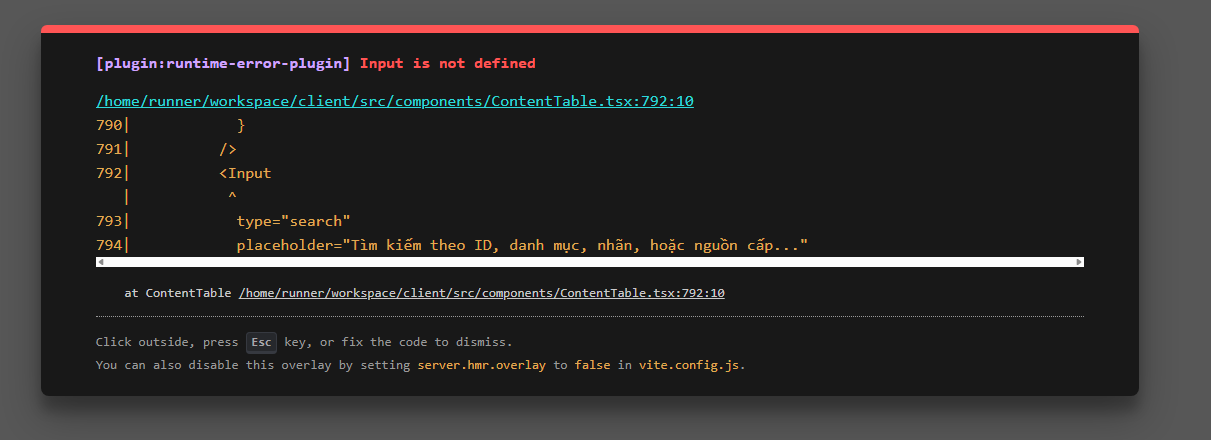 [plugin:runtime-error-plugin] Input is not defined
/home/runner/workspace/client/src/components/ContentTable.tsx:792:10
790|            }
791|          />
792|          <Input
   |           ^
793|            type="search"
794|            placeholder="Tìm kiếm theo ID, danh mục, nhãn, hoặc nguồn cấp..."
at ContentTable /home/runner/workspace/client/src/components/ContentTable.tsx:792:10
Click outside, press Esc key, or fix the code to dismiss.
You can also disable this overlay by setting server.hmr.overlay to false in vite.config.js.